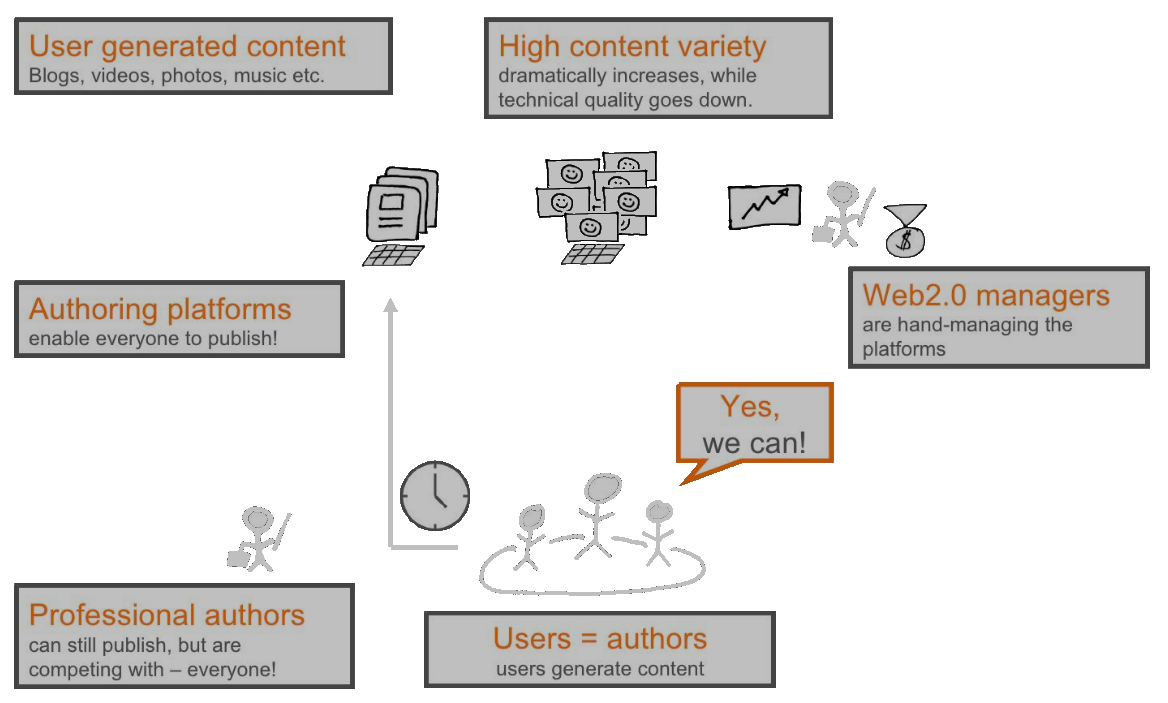 User generated content
Blogs, videos, photos, music etc.
High content variety
dramatically increases, while
technical quality goes down.
$
Authoring platforms
enable everyone to publish!
Web2.0 managers
are hand-managing the
platforms
Yes,
we can!
Professional authors
can still publish, but are
competing with – everyone!
Users = authors
users generate content